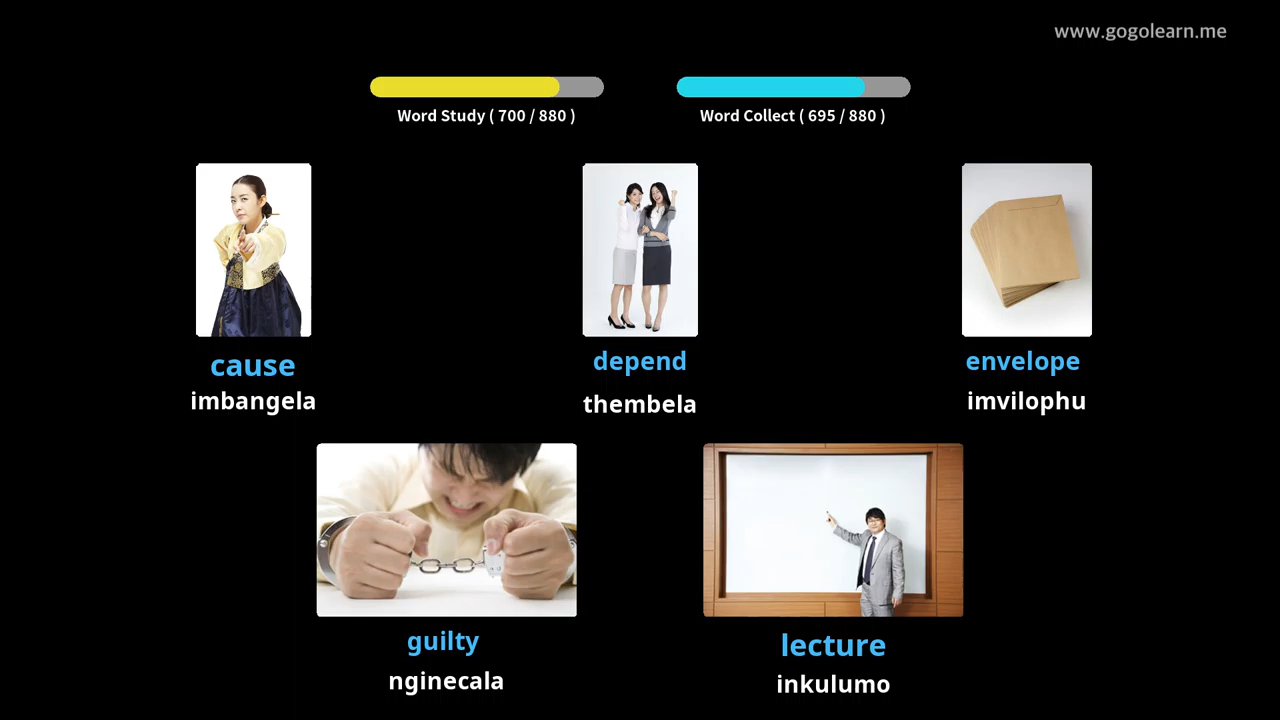 www.gogolearn.me
Word Study ( 700 / 880 )
Word Collect ( 695 / 880 )
cause
imbangela
depend
thembela
envelope
imvilophu
guilty
nginecala
lecture
inkulumo